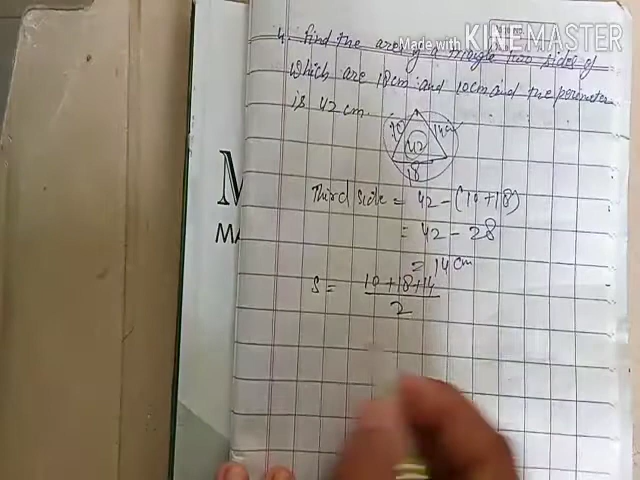 Made with KINEMASTER
4. find the area of a triangle two sides of
which are 18cm and 10cm and the perimeter
is 42 cm.
10 14cm
42
18
Third side = 42 - (10+18)
= 42 - 28
= 14 cm
S = 10 + 18 + 14
2
M
MA